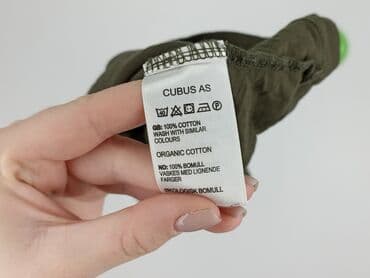 CUBUS AS
GB: 100% COTTON
WASH WITH SIMILAR
COLOURS
ORGANIC COTTON
NO: 100% BOMULL
VASKES MED LIGNENDE
FARGER
ØKOLOGISK BOMULL